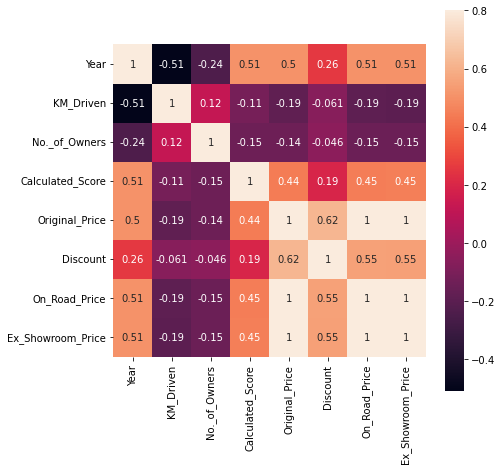 0.8
Year 1 -0.51 -0.24 0.51 0.5 0.26 0.51 0.51
KM_Driven -0.51 1 0.12 -0.11 -0.19 -0.061 -0.19 -0.19
0.6
No._of_Owners -0.24 0.12 1 -0.15 -0.14 -0.046 -0.15 -0.15
0.4
Calculated_Score 0.51 -0.11 -0.15 1 0.44 0.19 0.45 0.45
0.2
Original_Price 0.5 -0.19 -0.14 0.44 1 0.62 1 1
0.0
Discount 0.26 -0.061 -0.046 0.19 0.62 1 0.55 0.55
On_Road_Price 0.51 -0.19 -0.15 0.45 1 0.55 1 1
−0.2
Ex_Showroom_Price 0.51 -0.19 -0.15 0.45 1 0.55 1 1
−0.4
Year
KM_Driven
No._of_Owners
Calculated_Score
Original_Price
Discount
On_Road_Price
Ex_Showroom_Price